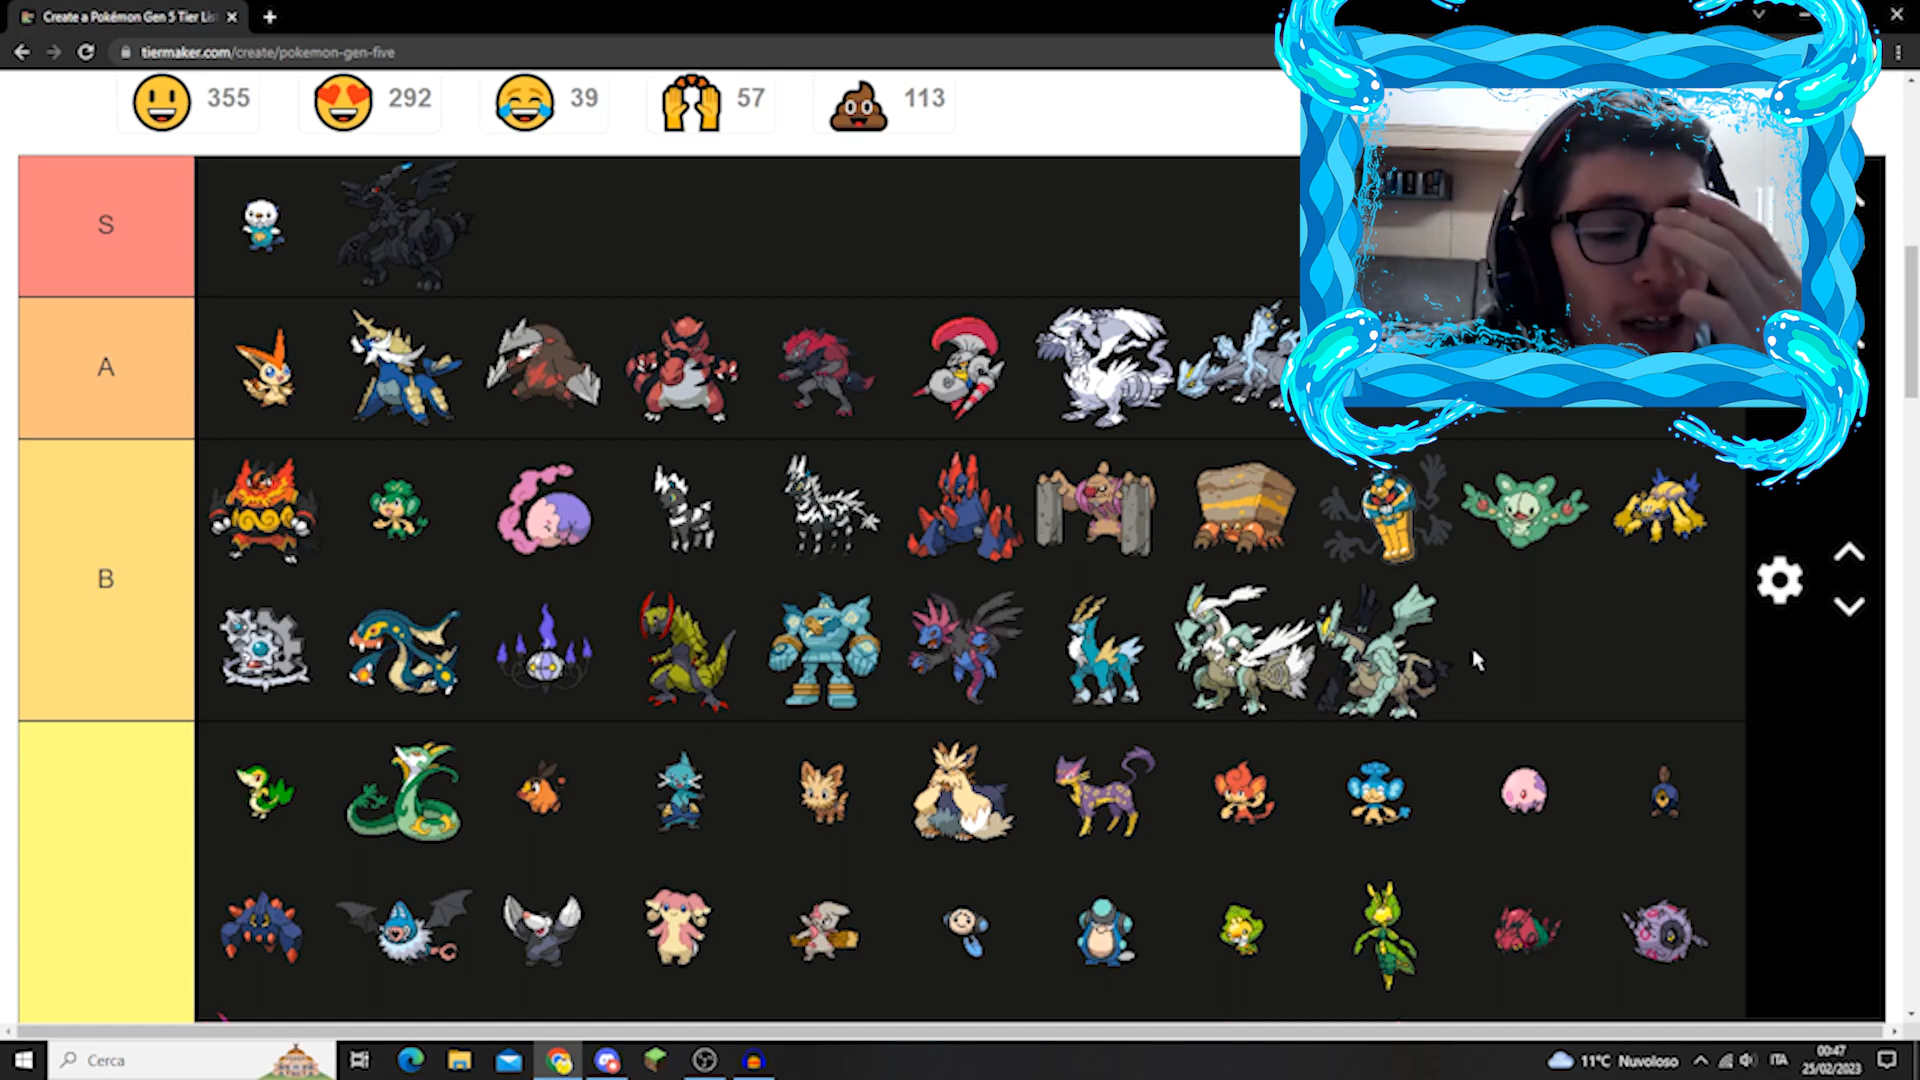 Create a Pokémon Gen 5 Tier Lis
tiermaker.com/create/pokemon-gen-five
355
292
39
57
113
S
A
B
Cerca
11°C Nuvoloso
ITA
00:47
25/02/2023